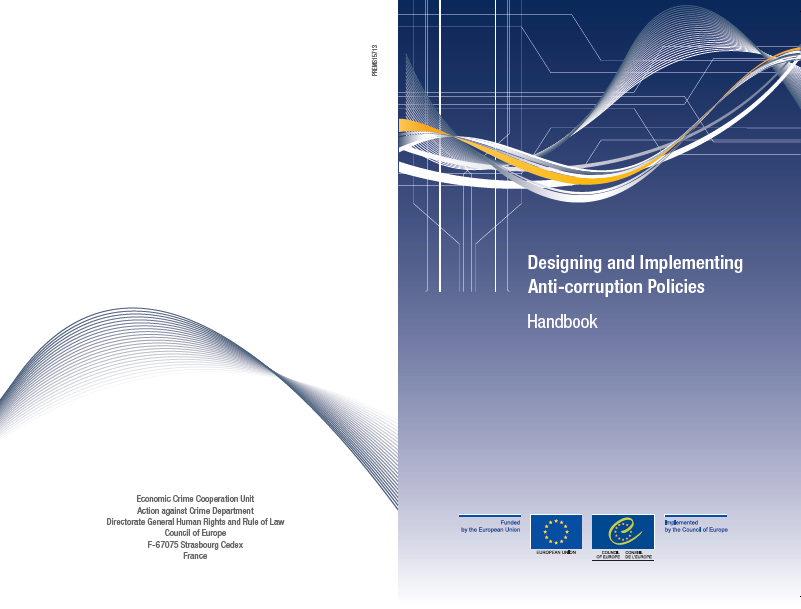 PREMS15713
Economic Crime Cooperation Unit
Action against Crime Department
Directorate General Human Rights and Rule of Law
Council of Europe
F-67075 Strasbourg Cedex
France
Designing and Implementing
Anti-corruption Policies
Handbook
Funded
by the European Union
EUROPEAN UNION
COUNCIL CONSEIL
OF EUROPE DE L'EUROPE
Implemented
by the Council of Europe